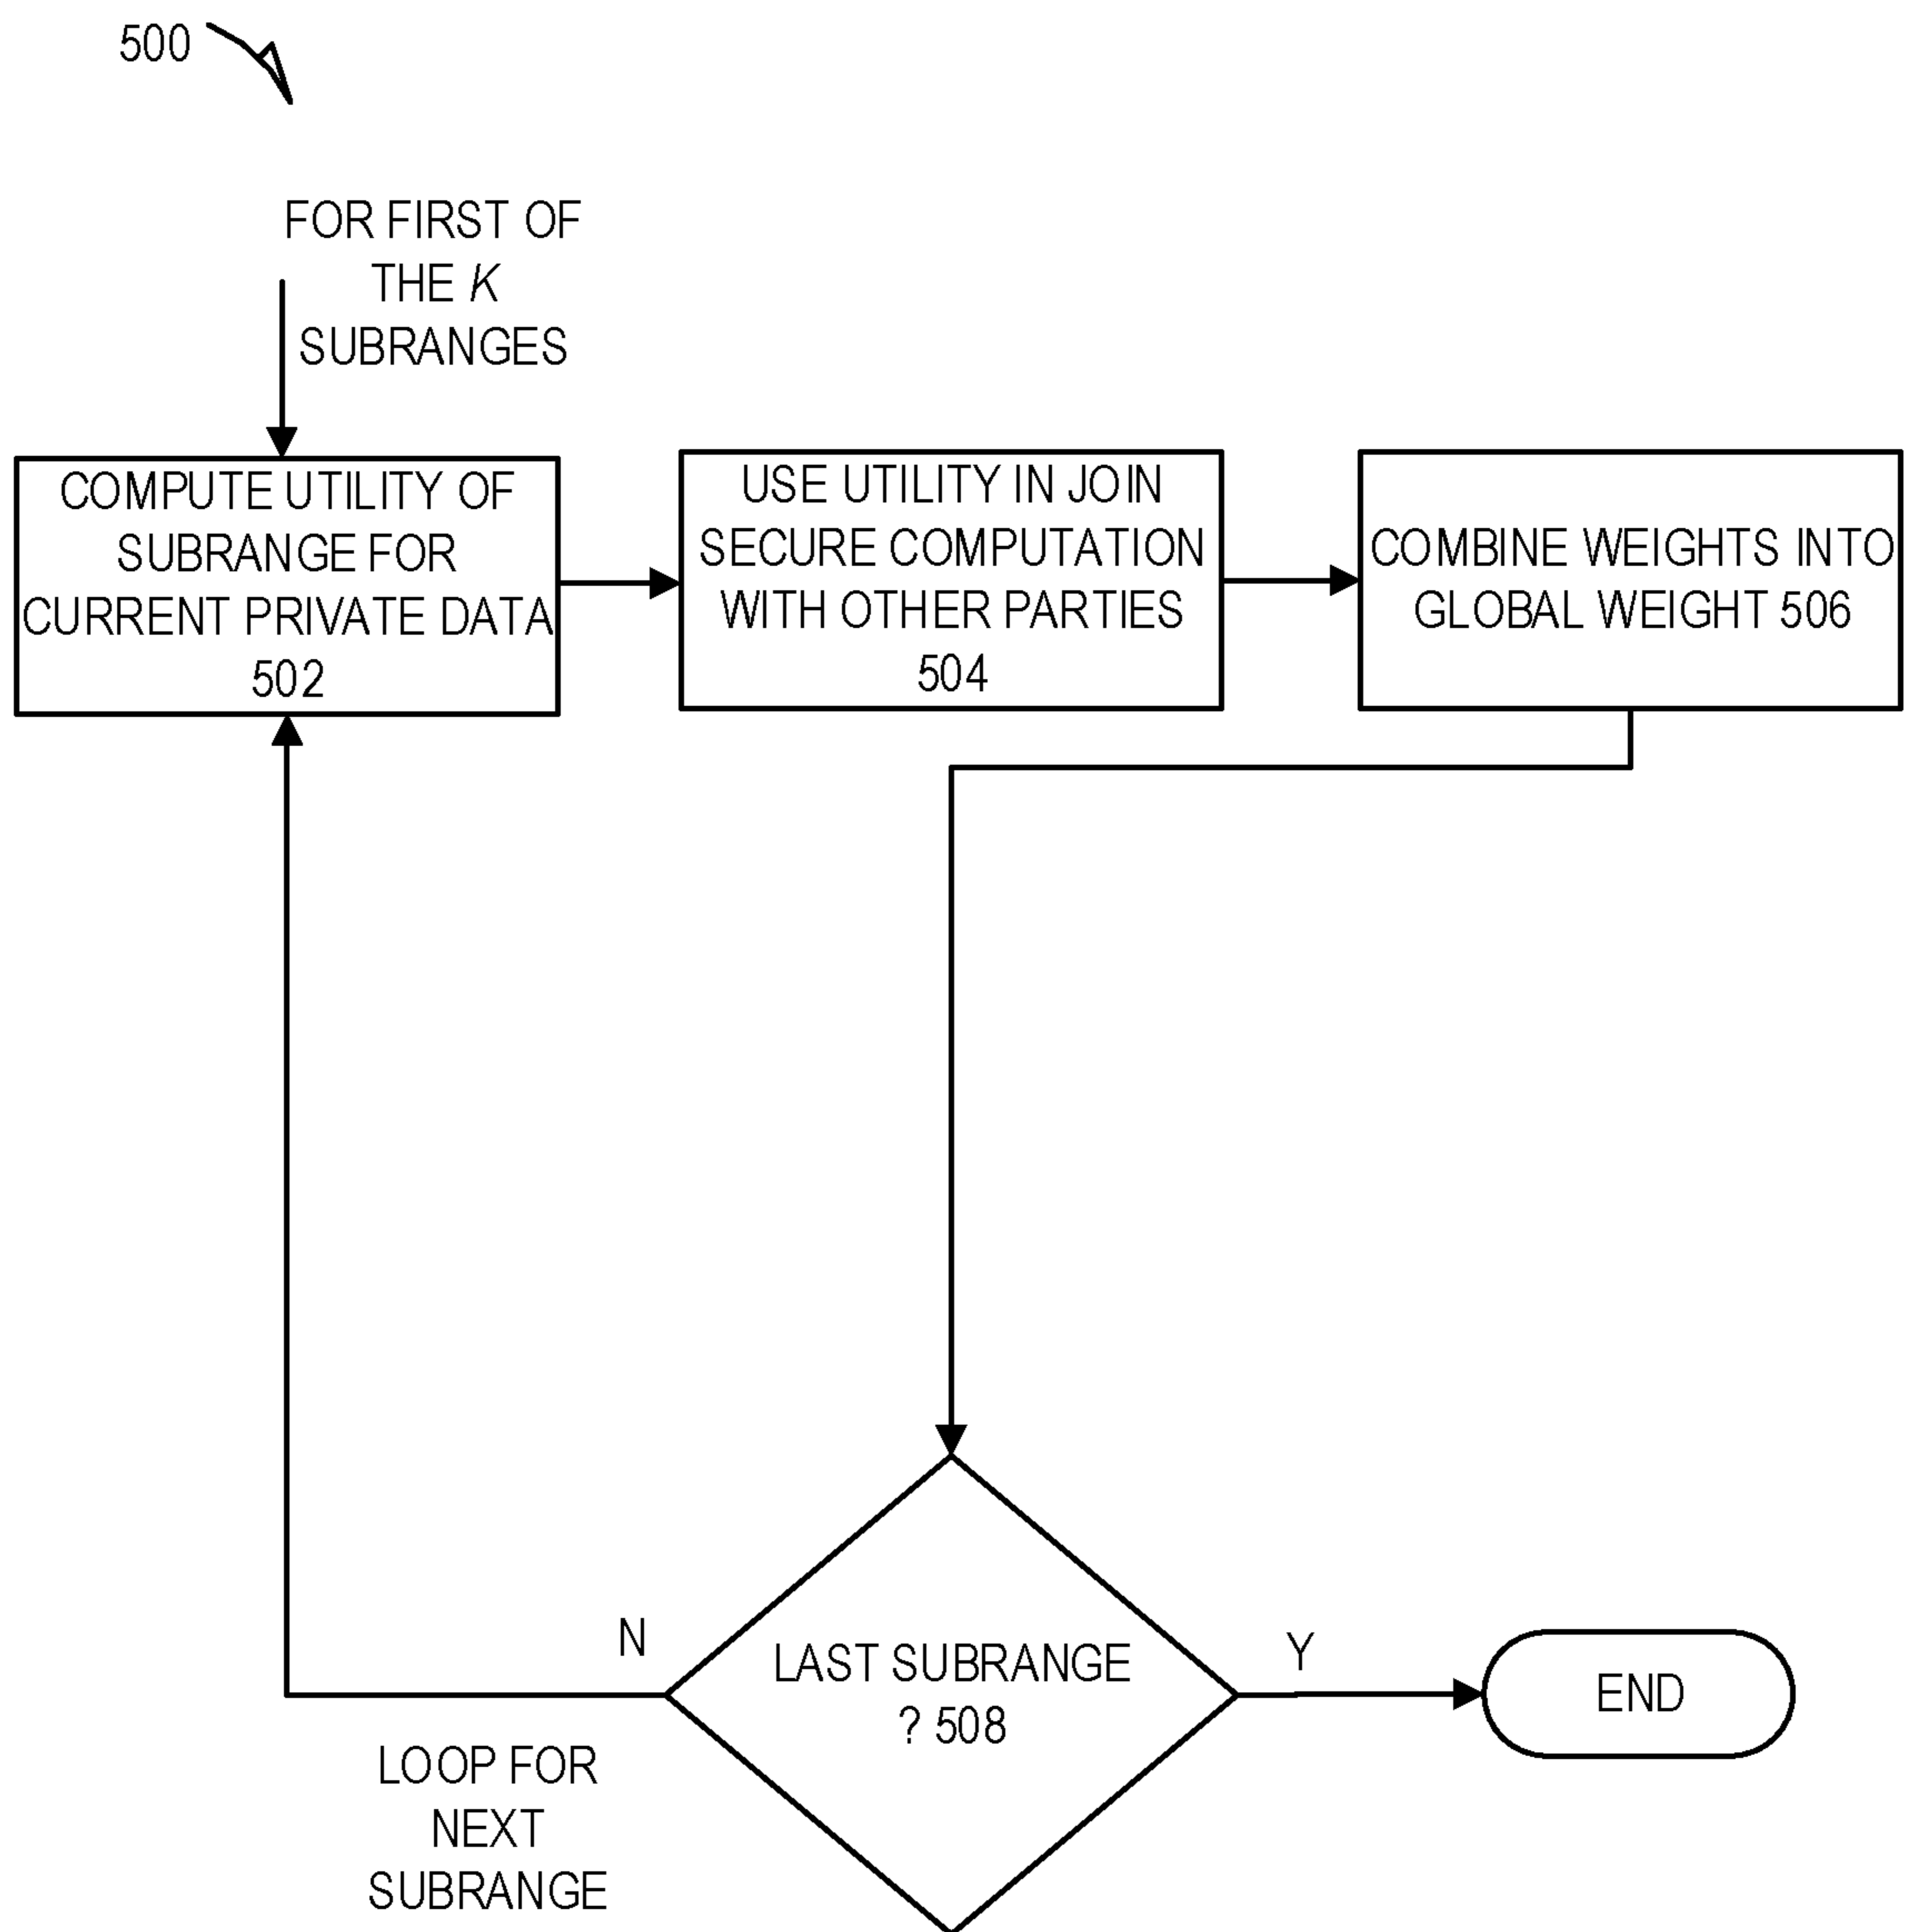 500
FOR FIRST OF
THE K
SUBRANGES
COMPUTE UTILITY OF
SUBRANGE FOR
CURRENT PRIVATE DATA
502
USE UTILITY IN JOIN
SECURE COMPUTATION
WITH OTHER PARTIES
504
COMBINE WEIGHTS INTO
GLOBAL WEIGHT 506
N
LAST SUBRANGE
? 508
Y
END
LOOP FOR
NEXT
SUBRANGE